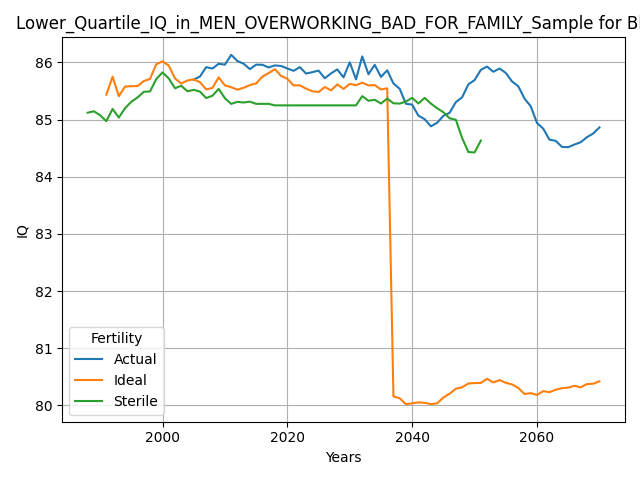 Lower_Quartile_IQ_in_MEN_OVERWORKING_BAD_FOR_FAMILY_Sample for
86
85
84
83
82
81
80
IQ
Fertility
Actual
Ideal
Sterile
2000
2020
2040
2060
Years